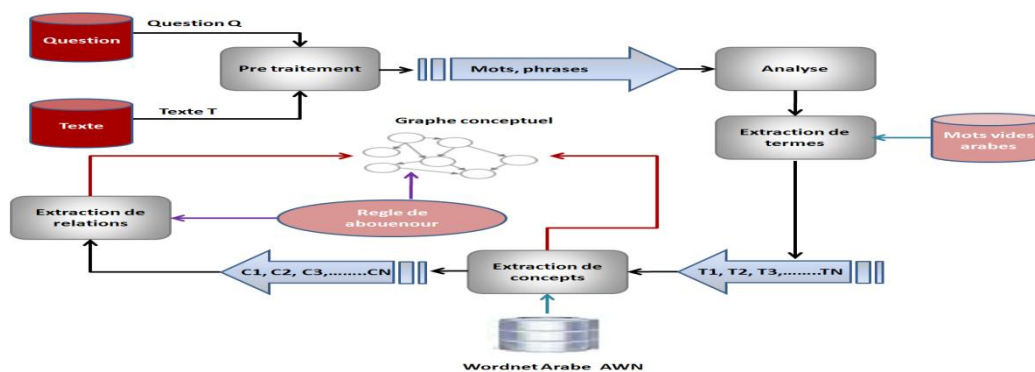 Question Q
Question
Pre traitement
Mots, phrases
Analyse
Texte T
Texte
Graphe conceptuel
Extraction de
termes
Mots vides
arabes
Extraction de
relations
Regle de
abouenour
C1, C2, C3,........CN
Extraction de
concepts
T1, T2, T3,........TN
Wordnet Arabe AWN